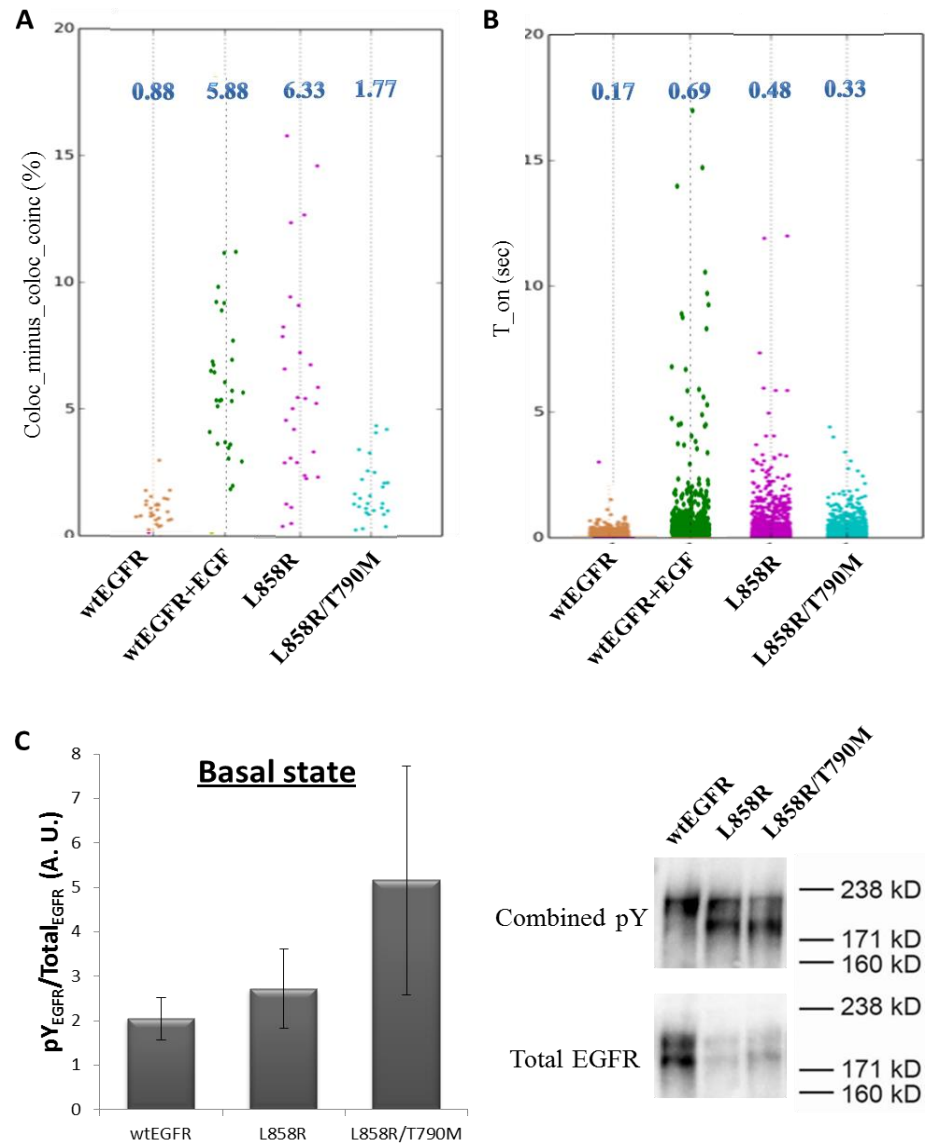 A
20
15
10
5
0
Coloc_minus_coloc_coinc (%)
0.88 5.88 6.33 1.77
wtEGFR
wtEGFR+EGF
L858R
L858R/T790M
B
20
15
10
5
0
T_on (sec)
0.17 0.69 0.48 0.33
wtEGFR
wtEGFR+EGF
L858R
L858R/T790M
C
Basal state
8
7
6
5
4
3
2
1
0
pYEGFR/TotalEGFR (A. U.)
wtEGFR L858R L858R/T790M
wtEGFR
L858R
L858R/T790M
Combined pY
238 kD
171 kD
160 kD
Total EGFR
238 kD
171 kD
160 kD